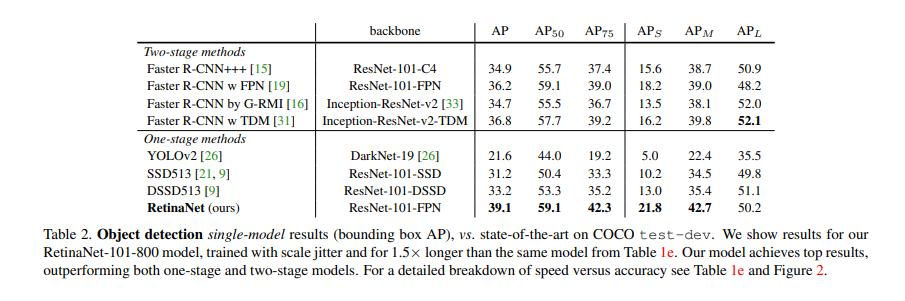 backbone AP AP50 AP75 APS APM APL
Two-stage methods
Faster R-CNN+++ [15] ResNet-101-C4 34.9 55.7 37.4 15.6 38.7 50.9
Faster R-CNN w FPN [19] ResNet-101-FPN 36.2 59.1 39.0 18.2 39.0 48.2
Faster R-CNN by G-RMI [16] Inception-ResNet-v2 [33] 34.7 55.5 36.7 13.5 38.1 52.0
Faster R-CNN w TDM [31] Inception-ResNet-v2-TDM 36.8 57.7 39.2 16.2 39.8 52.1
One-stage methods
YOLOv2 [26] DarkNet-19 [26] 21.6 44.0 19.2 5.0 22.4 35.5
SSD513 [21, 9] ResNet-101-SSD 31.2 50.4 33.3 10.2 34.5 49.8
DSSD513 [9] ResNet-101-DSSD 33.2 53.3 35.2 13.0 35.4 51.1
RetinaNet (ours) ResNet-101-FPN 39.1 59.1 42.3 21.8 42.7 50.2
Table 2. Object detection single-model results (bounding box AP), vs. state-of-the-art on COCO test-dev. We show results for our
RetinaNet-101-800 model, trained with scale jitter and for 1.5× longer than the same model from Table 1e. Our model achieves top results,
outperforming both one-stage and two-stage models. For a detailed breakdown of speed versus accuracy see Table 1e and Figure 2.